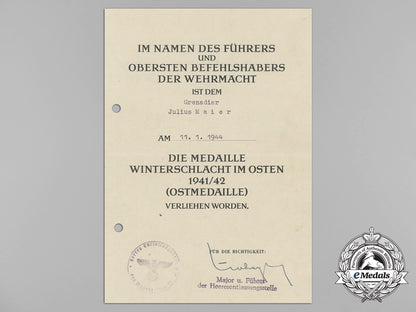 IM NAMEN DES FÜHRERS
UND
OBERSTEN BEFEHLSHABERS
DER WEHRMACHT
IST DEM
Grenadier
Julius M a i e r
AM 11. 1. 1944
DIE MEDAILLE
WINTERSCHLACHT IM OSTEN
1941/42
(OSTMEDAILLE)
VERLIEHEN WORDEN.
FÜR DIE RICHTIGKEIT:
Major u. Führer
der Heeresentlassungsstelle
eMedals